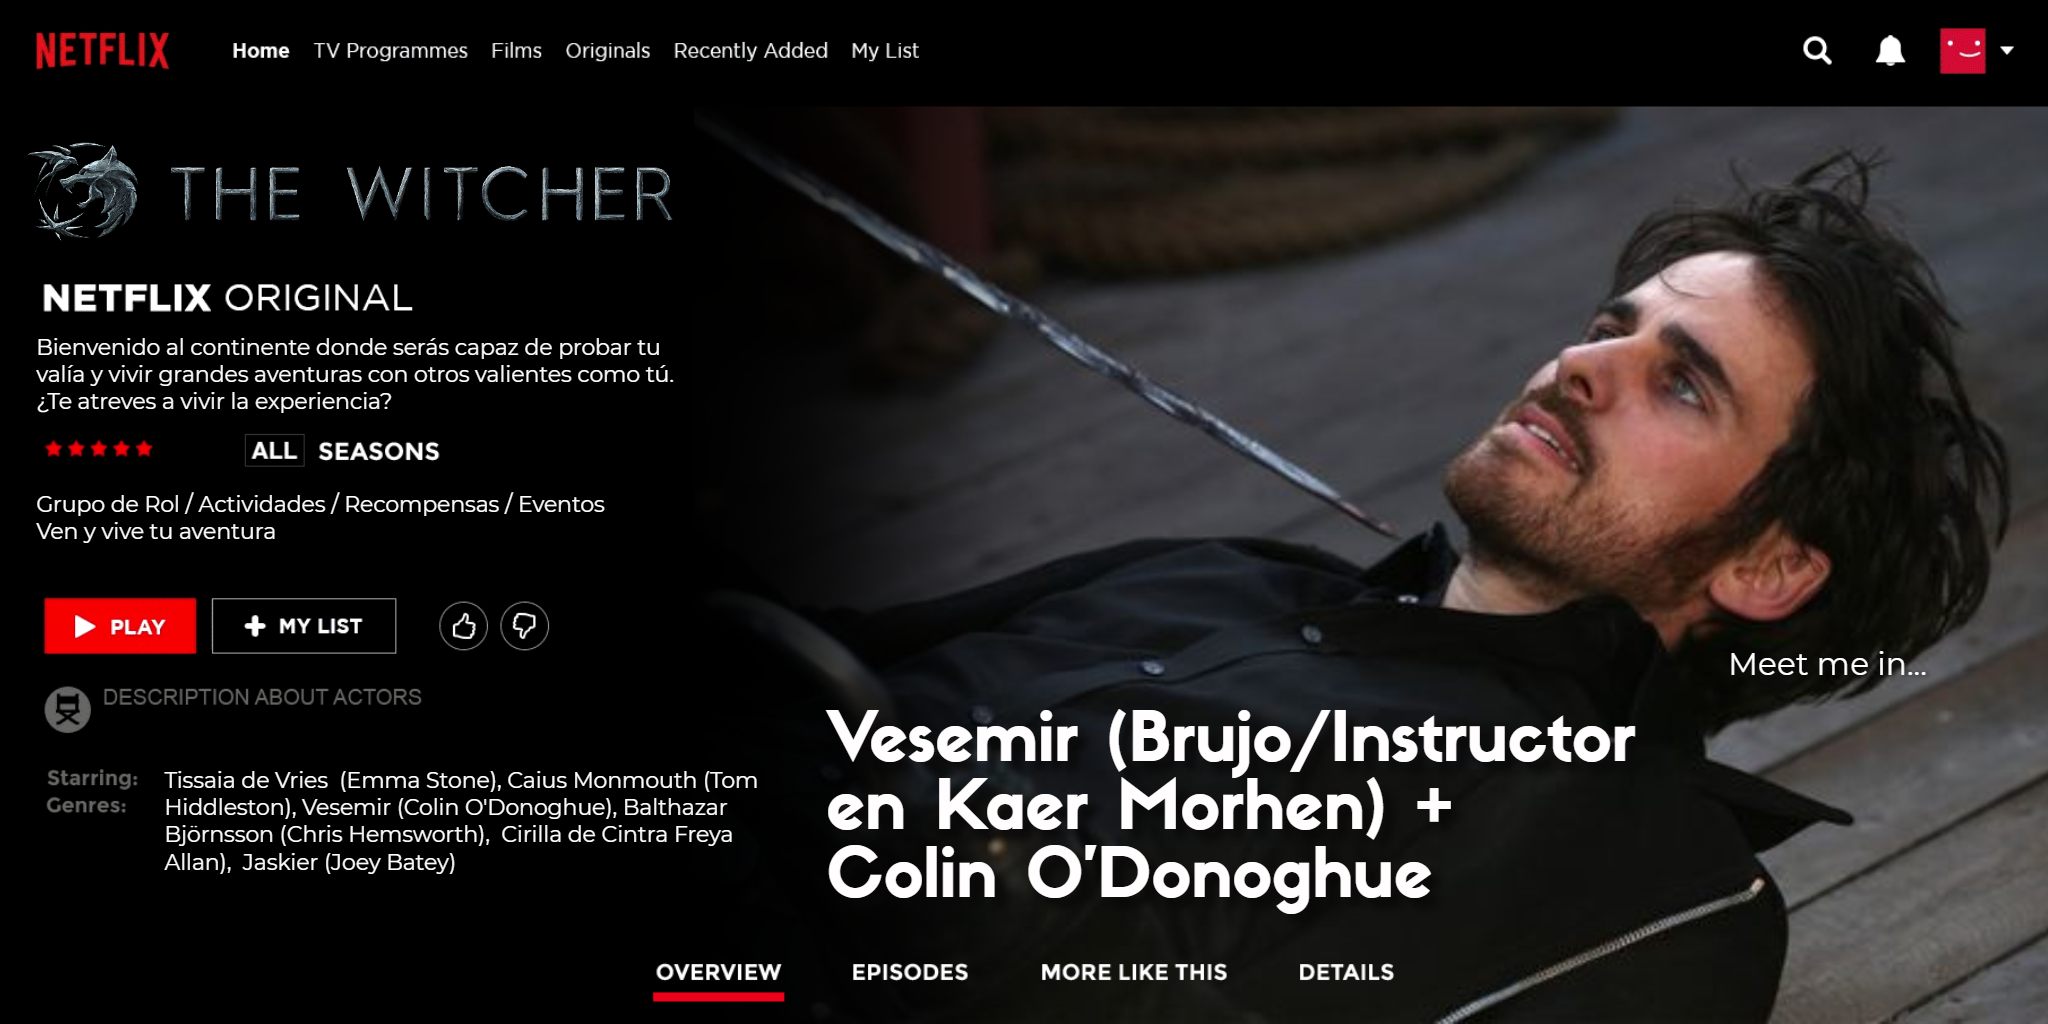 NETFLIX
Home TV Programmes Films Originals Recently Added My List
THE WITCHER
NETFLIX ORIGINAL
Bienvenido al continente donde serás capaz de probar tu
valía y vivir grandes aventuras con otros valientes como tú.
¿Te atreves a vivir la experiencia?
ALL SEASONS
Grupo de Rol / Actividades / Recompensas / Eventos
Ven y vive tu aventura
PLAY
MY LIST
DESCRIPTION ABOUT ACTORS
Starring:
Genres:
Tissaia de Vries (Emma Stone), Caius Monmouth (Tom
Hiddleston), Vesemir (Colin O'Donoghue), Balthazar
Björnsson (Chris Hemsworth), Cirilla de Cintra Freya
Allan), Jaskier (Joey Batey)
Meet me in...
Vesemir (Brujo/Instructor
en Kaer Morhen) +
Colin O'Donoghue
OVERVIEW EPISODES MORE LIKE THIS DETAILS